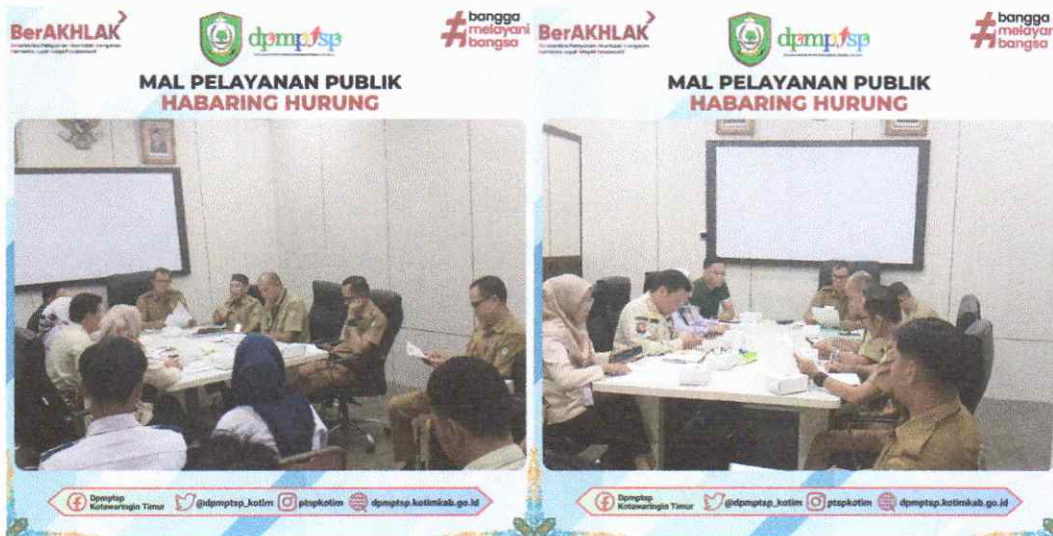 BerAKHLAK
dpmptsp
# bangga
melayani
bangsa
MAL PELAYANAN PUBLIK
HABARING HURUNG
Dpmptsp
Kotawaringin Timur
@dpmptsp_kotim
ptspkotim
dpmptsp.kotimkab.go.id
BerAKHLAK
dpmptsp
# bangga
melayani
bangsa
MAL PELAYANAN PUBLIK
HABARING HURUNG
Dpmptsp
Kotawaringin Timur
@dpmptsp_kotim
ptspkotim
dpmptsp.kotimkab.go.id